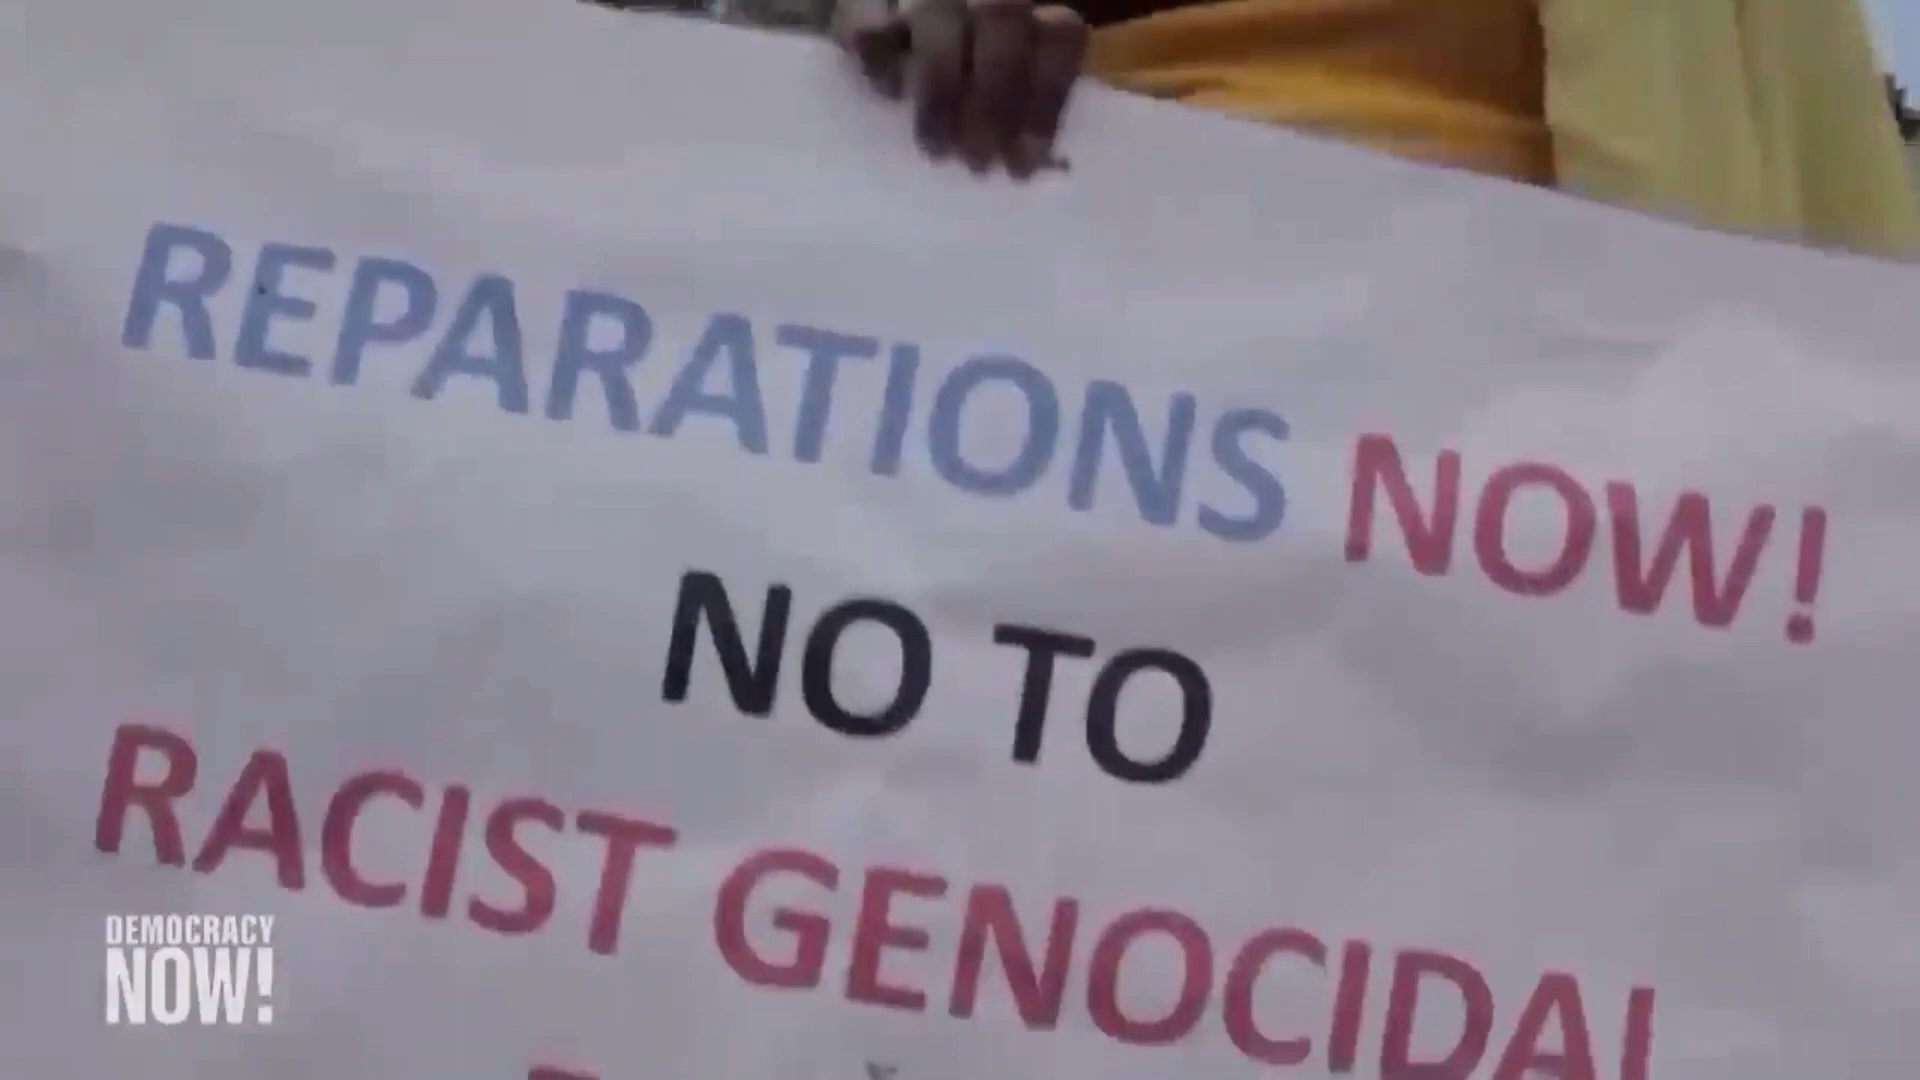 REPARATIONS NOW!
NO TO
RACIST GENOCIDAL
DEMOCRACY
NOW!